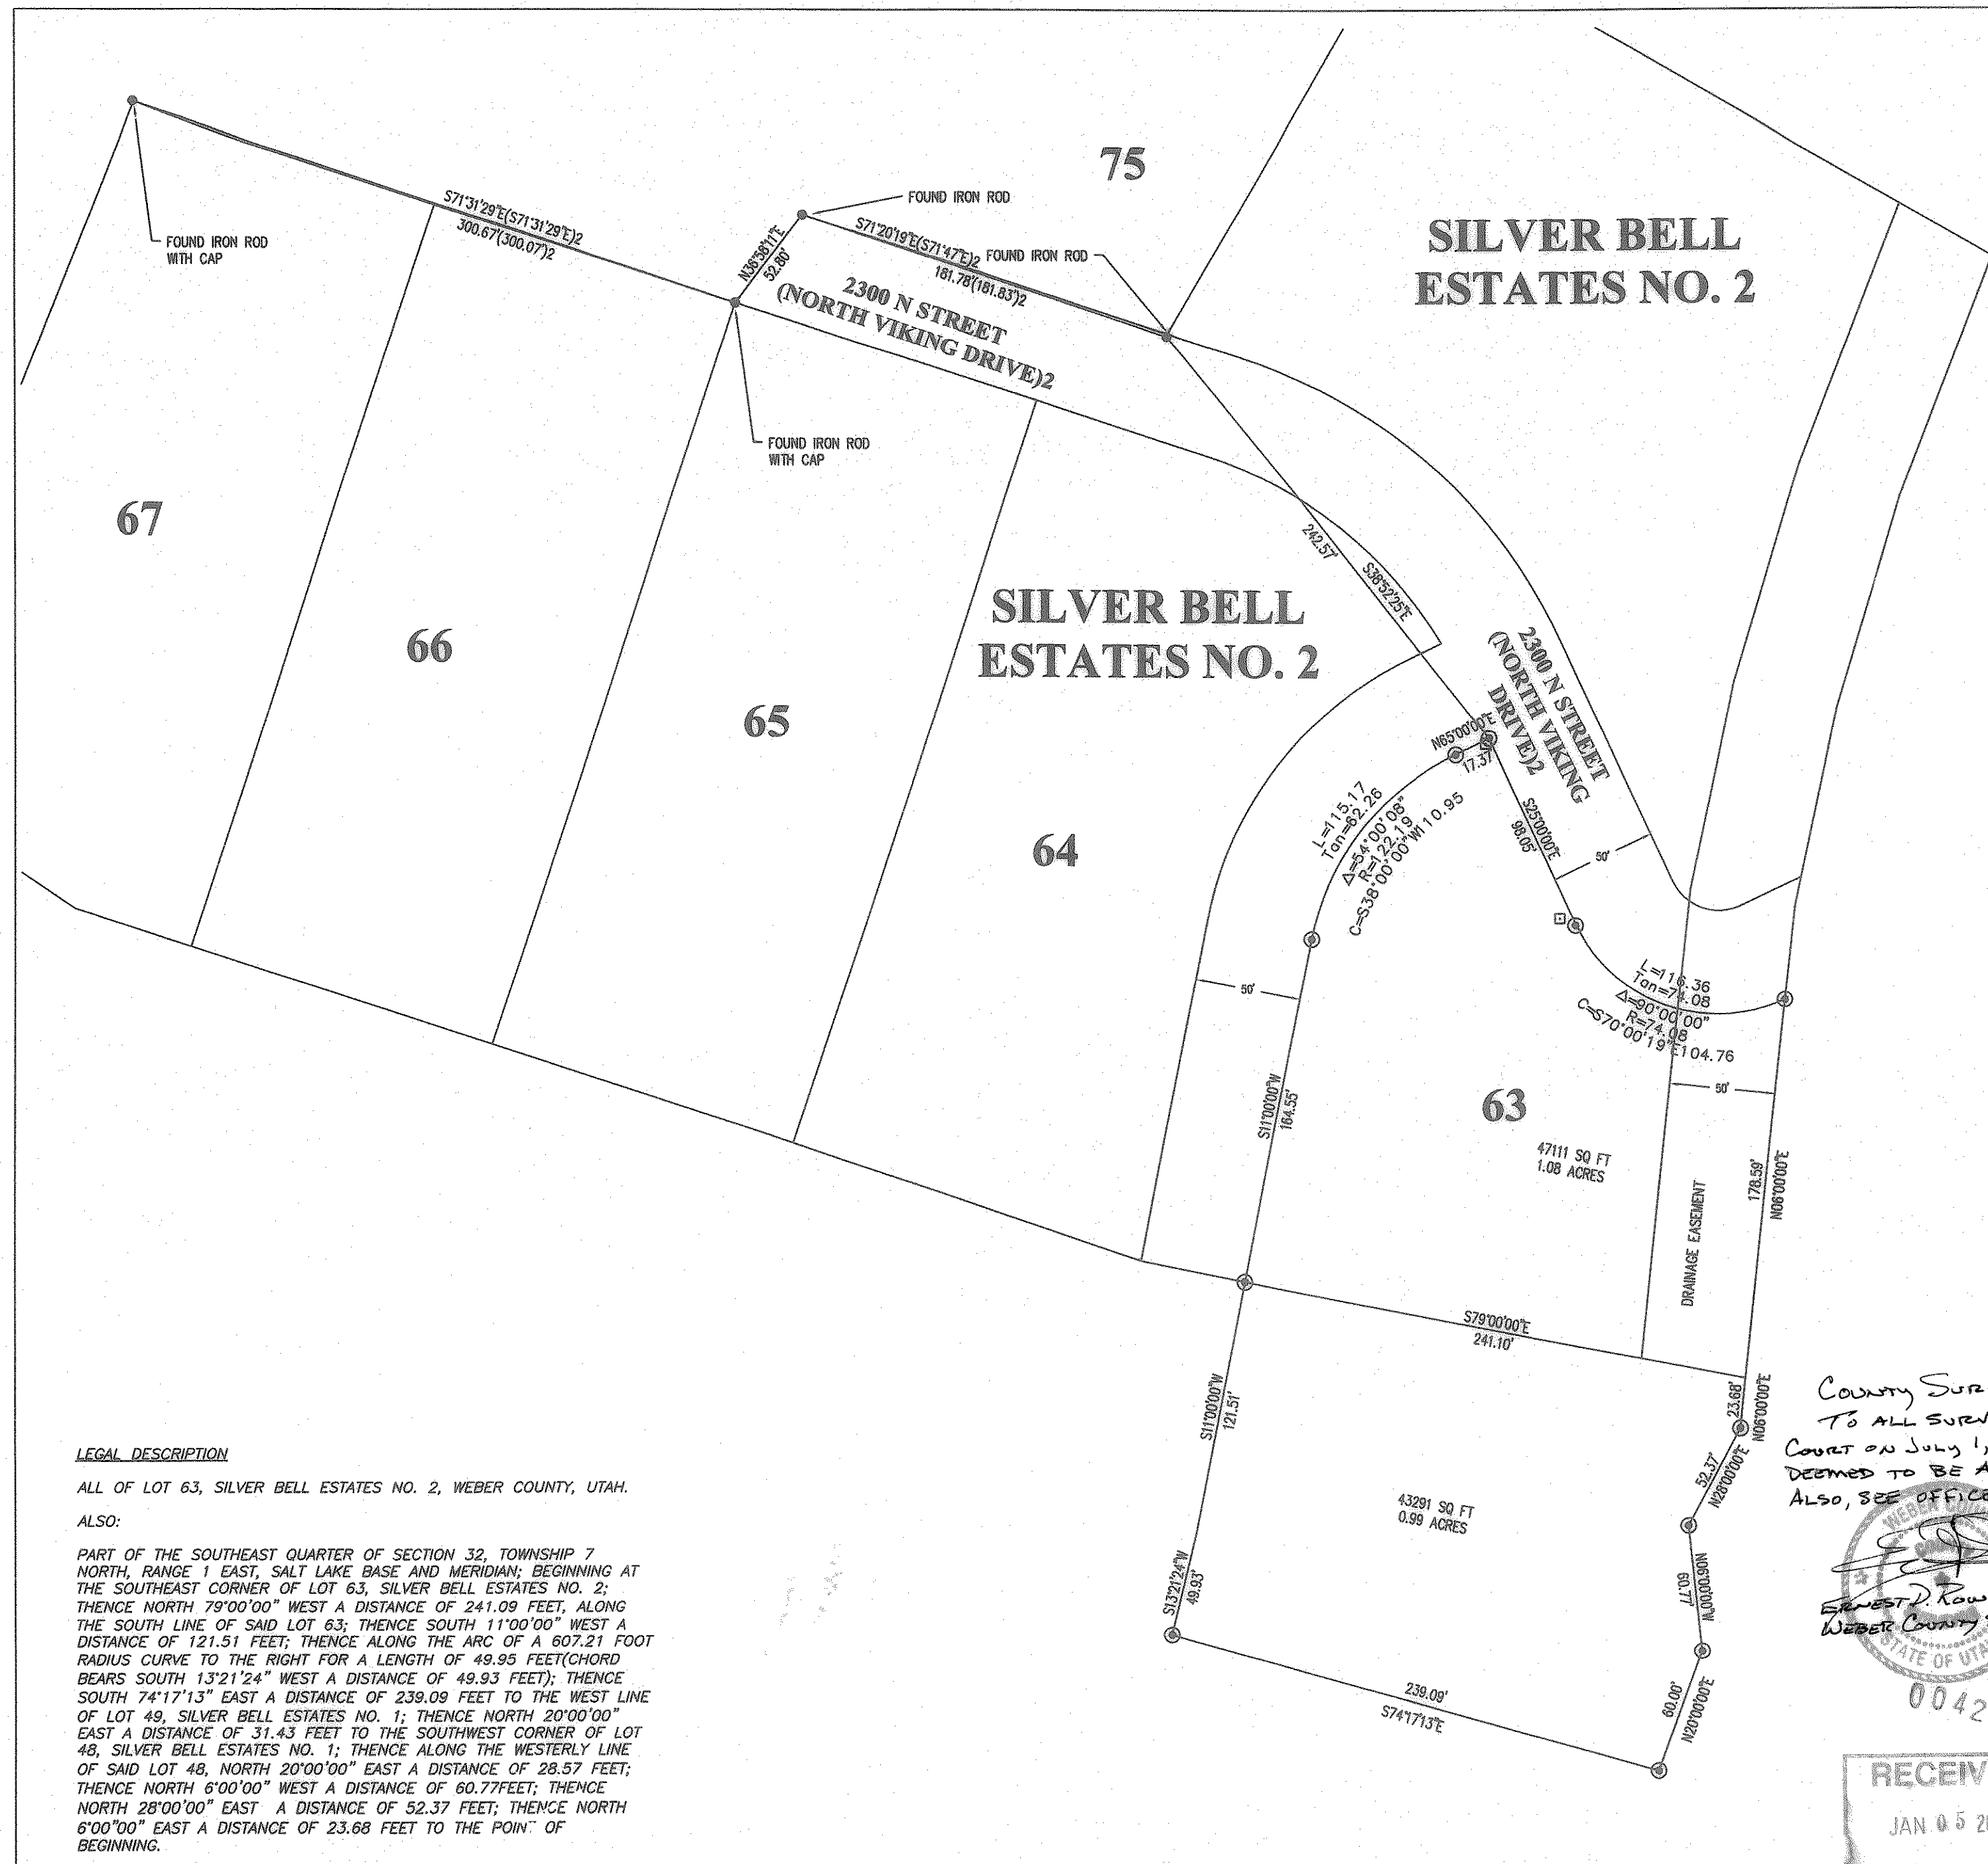 75
SILVER BELL
ESTATES NO. 2
FOUND IRON ROD
WITH CAP
S71°31'29"E(S71°31'29"E)2
300.67'(300.07')2
FOUND IRON ROD
N36°58'11"E
52.80'
S71°20'19"E(S71°47'E)2
181.78'(181.83')2
FOUND IRON ROD
2300 N STREET
(NORTH VIKING DRIVE)2
FOUND IRON ROD
WITH CAP
67
66
65
64
SILVER BELL
ESTATES NO. 2
242.57'
S38°52'25"E
2300 N STREET
(NORTH VIKING
DRIVE)2
N65°00'00"E
17.37'
L=115.17
Tan=62.26
Δ=54°00'08"
R=122.19
C=S38°00'00"W110.95
S25°00'00"E
98.05'
50'
L=116.36
Tan=74.08
Δ=90°00'00"
R=74.08
C=S70°00'19"E104.76
50'
50'
S11°00'00"W
164.55'
63
47111 SQ FT
1.08 ACRES
DRAINAGE EASEMENT
178.59'
N06°00'00"E
S79°00'00"E
241.10'
S11°00'00"W
121.51'
23.68'
N06°00'00"E
52.37'
N28°00'00"E
43291 SQ FT
0.99 ACRES
N06°00'00"W
60.77'
S13°21'24"W
49.93'
239.09'
S74°17'13"E
60.00'
N20°00'00"E
LEGAL DESCRIPTION
ALL OF LOT 63, SILVER BELL ESTATES NO. 2, WEBER COUNTY, UTAH.
ALSO:
PART OF THE SOUTHEAST QUARTER OF SECTION 32, TOWNSHIP 7
NORTH, RANGE 1 EAST, SALT LAKE BASE AND MERIDIAN; BEGINNING AT
THE SOUTHEAST CORNER OF LOT 63, SILVER BELL ESTATES NO. 2;
THENCE NORTH 79°00'00" WEST A DISTANCE OF 241.09 FEET, ALONG
THE SOUTH LINE OF SAID LOT 63; THENCE SOUTH 11°00'00" WEST A
DISTANCE OF 121.51 FEET; THENCE ALONG THE ARC OF A 607.21 FOOT
RADIUS CURVE TO THE RIGHT FOR A LENGTH OF 49.95 FEET(CHORD
BEARS SOUTH 13°21'24" WEST A DISTANCE OF 49.93 FEET); THENCE
SOUTH 74°17'13" EAST A DISTANCE OF 239.09 FEET TO THE WEST LINE
OF LOT 49, SILVER BELL ESTATES NO. 1; THENCE NORTH 20°00'00"
EAST A DISTANCE OF 31.43 FEET TO THE SOUTHWEST CORNER OF LOT
48, SILVER BELL ESTATES NO. 1; THENCE ALONG THE WESTERLY LINE
OF SAID LOT 48, NORTH 20°00'00" EAST A DISTANCE OF 28.57 FEET;
THENCE NORTH 6°00'00" WEST A DISTANCE OF 60.77FEET; THENCE
NORTH 28°00'00" EAST A DISTANCE OF 52.37 FEET; THENCE NORTH
6°00"00" EAST A DISTANCE OF 23.68 FEET TO THE POINT OF
BEGINNING.
COUNTY SUR
TO ALL SURV
COURT ON JULY 1,
DEEMED TO BE A
ALSO, SEE OFFICE
WEBER COUN
ERNEST D. ROW
WEBER COUNTY S
STATE OF UTA
0042
RECEIV
JAN 05 2